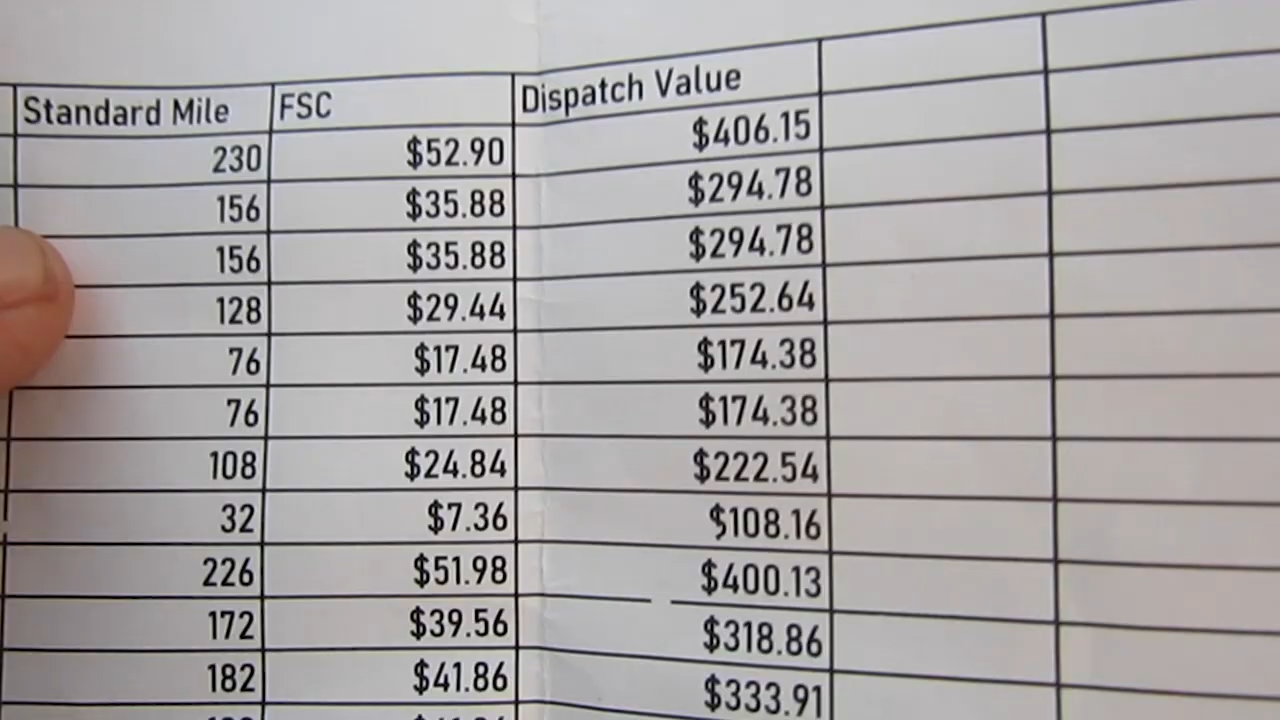 Standard Mile FSC Dispatch Value
230 $52.90 $406.15
156 $35.88 $294.78
156 $35.88 $294.78
128 $29.44 $252.64
76 $17.48 $174.38
76 $17.48 $174.38
108 $24.84 $222.54
32 $7.36 $108.16
226 $51.98 $400.13
172 $39.56 $318.86
182 $41.86 $333.91